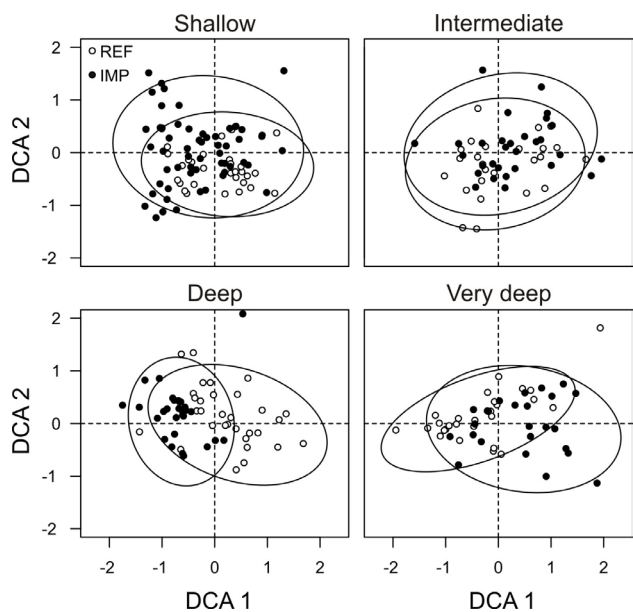 Shallow
Intermediate
REF
IMP
DCA 2
2
1
0
-1
-2
Deep
Very deep
DCA 2
2
1
0
-1
-2
-2
-1
0
1
2
-2
-1
0
1
2
DCA 1
DCA 1